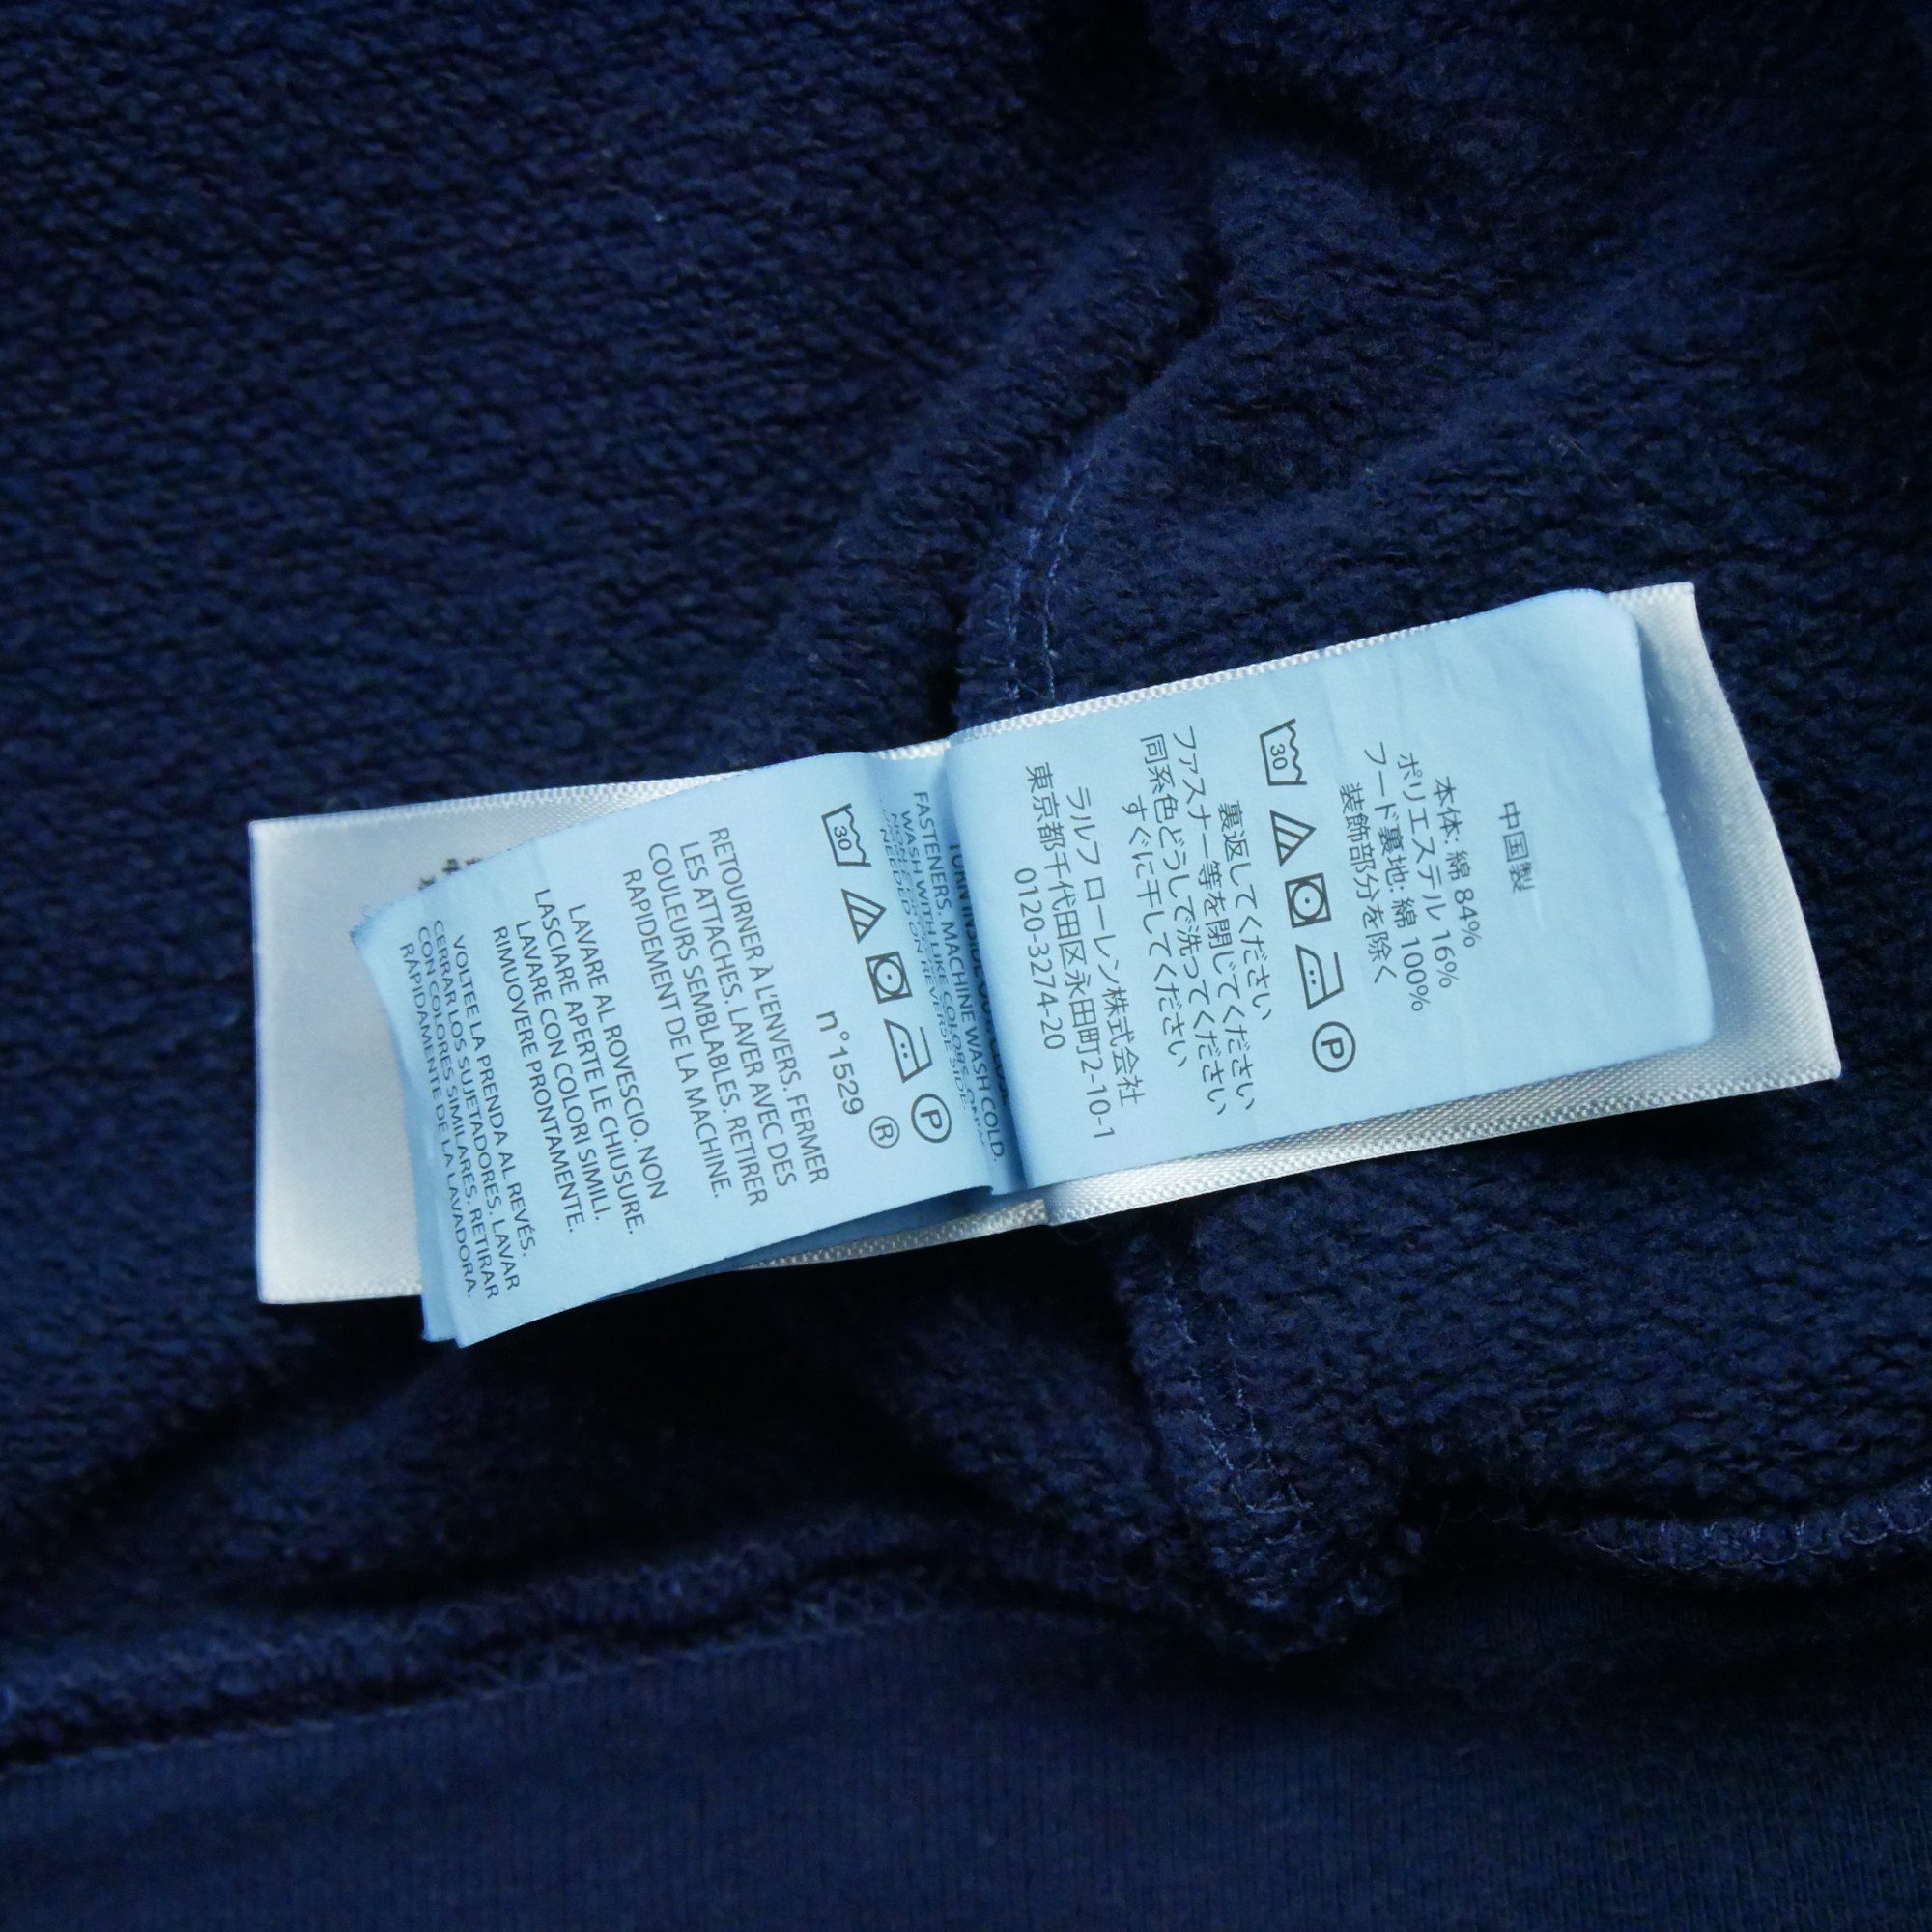 中国製
本体: 綿 84%
ポリエステル 16%
フード裏地: 綿 100%
装飾部分を除く
30
P
裏返してください
ファスナー等を閉じてください
同系色どうしで洗ってください
すぐに干してください
ラルフ ローレン株式会社
東京都千代田区永田町2-10-1
0120-3274-20
FASTENERS. MACHINE WASH COLD.
WASH WITH LIKE COLORS.
30
P
n°1529 R
RETOURNER À L'ENVERS. FERMER
LES ATTACHES. LAVER AVEC DES
COULEURS SEMBLABLES. RETIRER
RAPIDEMENT DE LA MACHINE.
LAVARE AL ROVESCIO. NON
LASCIARE APERTE LE CHIUSURE.
LAVARE CON COLORI SIMILI.
RIMUOVERE PRONTAMENTE.
VOLTEE LA PRENDA AL REVÉS.
CERRAR LOS SUJETADORES. LAVAR
CON COLORES SIMILARES. RETIRAR
RAPIDAMENTE DE LA LAVADORA.